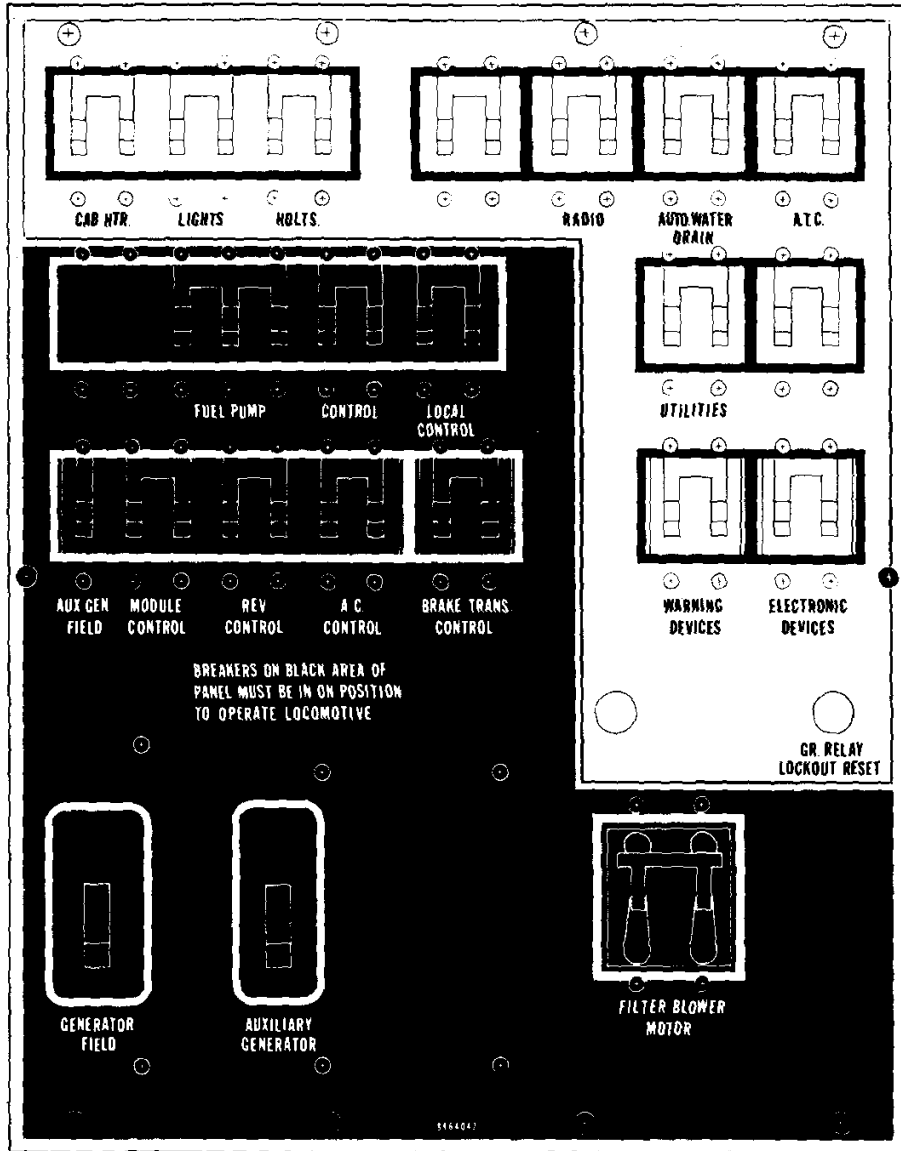 CAB HTR. LIGHTS HDLTS. RADIO AUTO. WATER A.T.C.
DRAIN
FUEL PUMP CONTROL LOCAL
CONTROL
UTILITIES
AUX GEN
FIELD
MODULE
CONTROL
REV
CONTROL
A.C.
CONTROL
BRAKE TRANS.
CONTROL
WARNING
DEVICES
ELECTRONIC
DEVICES
BREAKERS ON BLACK AREA OF
PANEL MUST BE IN ON POSITION
TO OPERATE LOCOMOTIVE
GR. RELAY
LOCKOUT RESET
GENERATOR
FIELD
AUXILIARY
GENERATOR
FILTER BLOWER
MOTOR